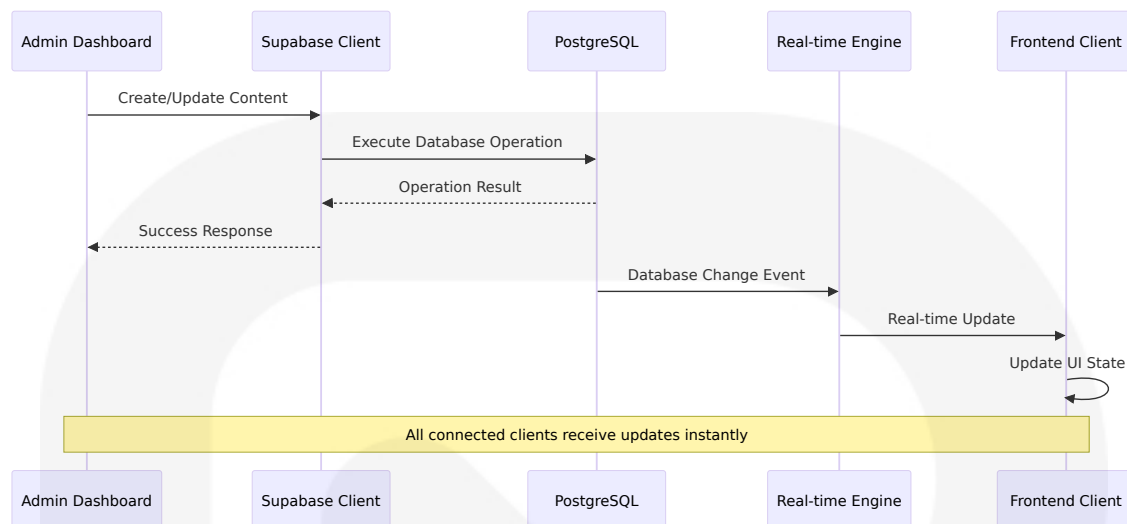 Admin Dashboard
Supabase Client
PostgreSQL
Real-time Engine
Frontend Client
Create/Update Content
Execute Database Operation
Operation Result
Success Response
Database Change Event
Real-time Update
Update UI State
All connected clients receive updates instantly
Admin Dashboard
Supabase Client
PostgreSQL
Real-time Engine
Frontend Client